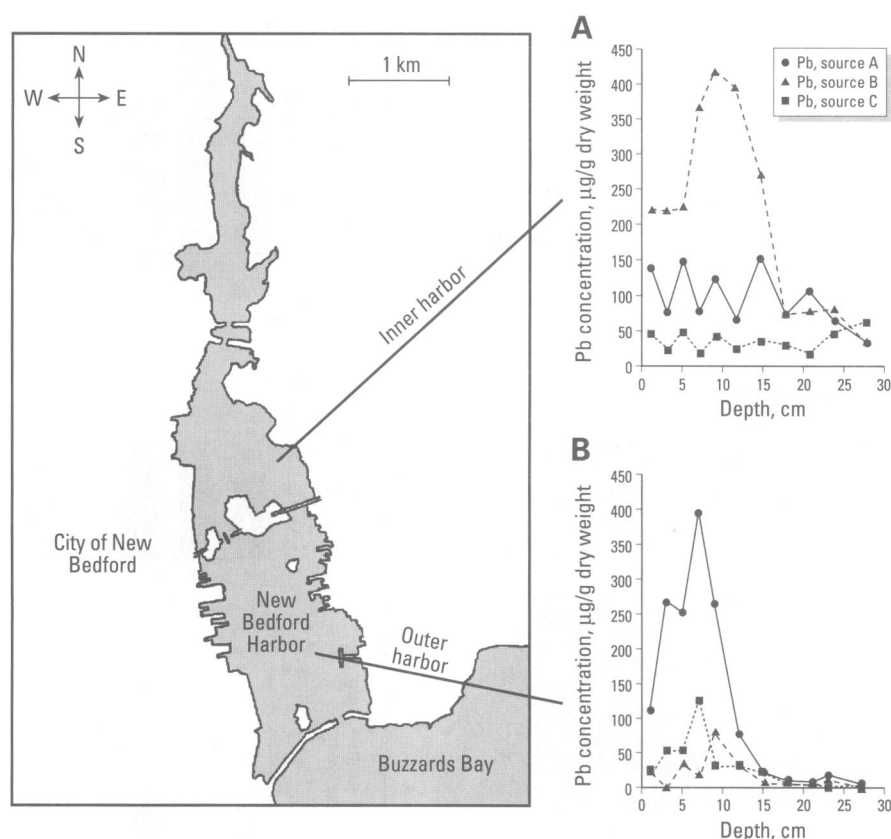 N
W E
S
1 km
Inner harbor
City of New
Bedford
New
Bedford
Harbor
Outer
harbor
Buzzards Bay
A
Pb concentration, µg/g dry weight
450
400
350
300
250
200
150
100
50
0
0 5 10 15 20 25 30
Depth, cm
Pb, source A
Pb, source B
Pb, source C
B
Pb concentration, µg/g dry weight
450
400
350
300
250
200
150
100
50
0
0 5 10 15 20 25 30
Depth, cm